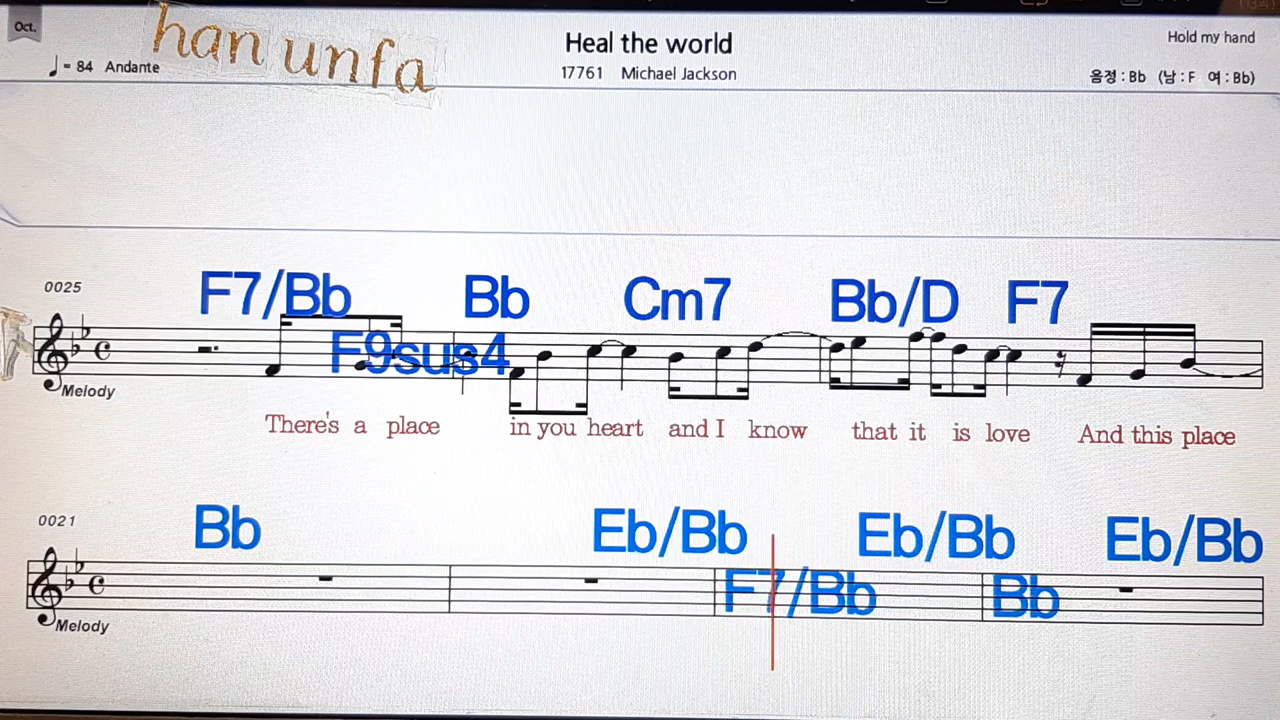 Oct.
han unfa
Heal the world
Hold my hand
♩ = 84 Andante
17761 Michael Jackson
음정 : Bb (남 : F 여 : Bb)
0025
F7/Bb Bb Cm7 Bb/D F7
F9sus4
Melody
There's a place in you heart and I know that it is love And this place
0021
Bb Eb/Bb Eb/Bb Eb/Bb
F7/Bb Bb
Melody